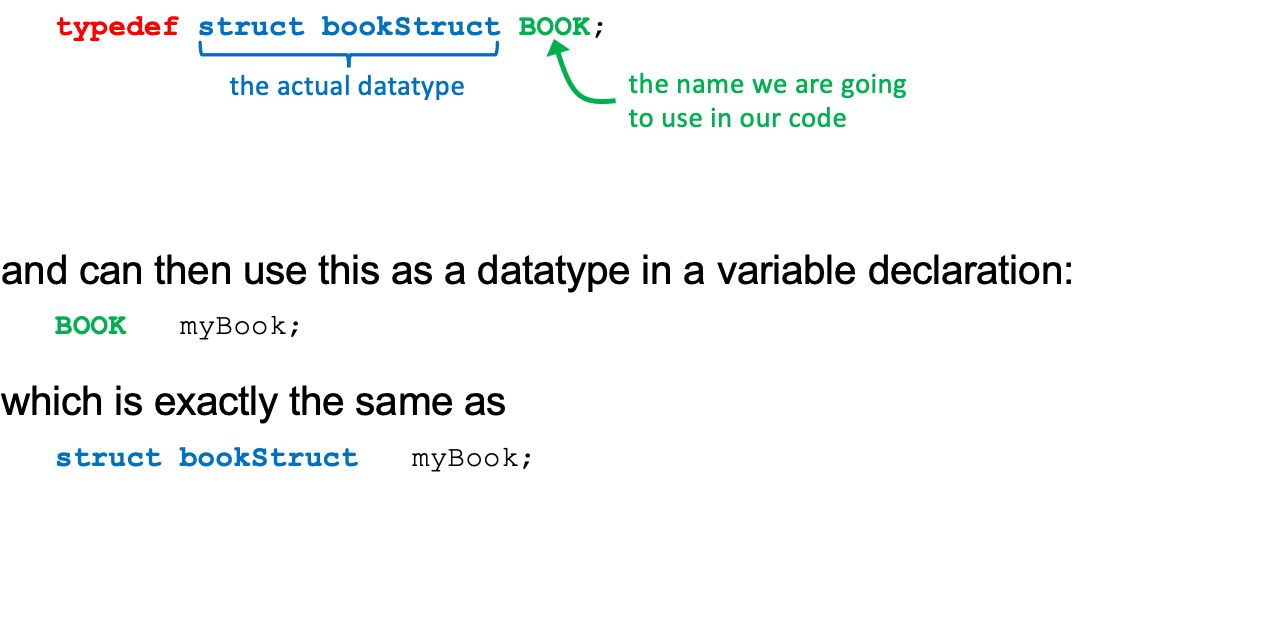 typedef struct bookStruct BOOK;
the actual datatype
the name we are going
to use in our code
and can then use this as a datatype in a variable declaration:
BOOK myBook;
which is exactly the same as
struct bookStruct myBook;